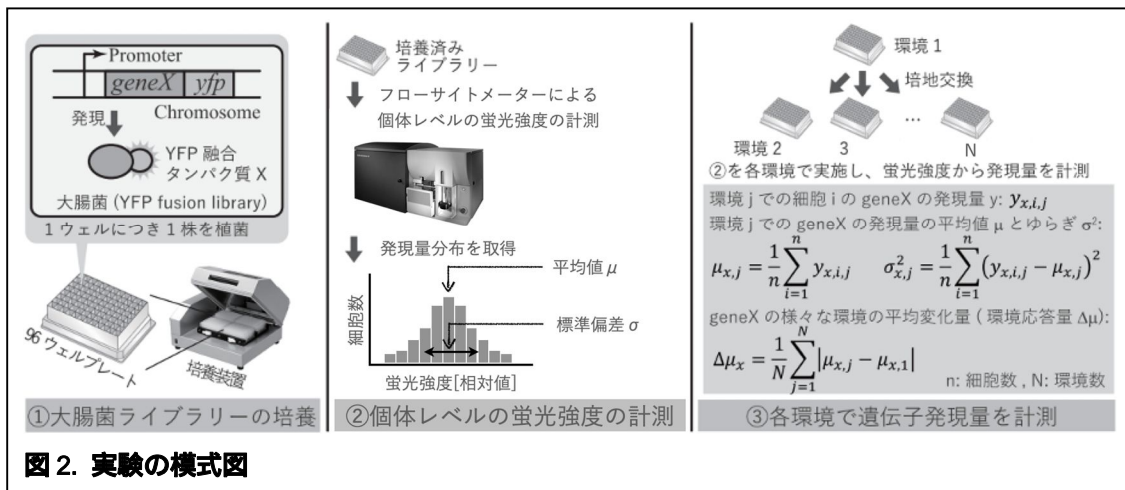 Promoter
geneX yfp
Chromosome
発現
YFP 融合
タンパク質 X
大腸菌 (YFP fusion library)
1 ウェルにつき 1 株を植菌
96 ウェルプレート
培養装置
①大腸菌ライブラリーの培養
培養済み
ライブラリー
フローサイトメーターによる
個体レベルの蛍光強度の計測
発現量分布を取得
平均値 μ
標準偏差 σ
細胞数
蛍光強度[相対値]
②個体レベルの蛍光強度の計測
環境 1
培地交換
環境 2 3 … N
②を各環境で実施し、蛍光強度から発現量を計測
環境 j での細胞 i の geneX の発現量 y: y_{x,i,j}
環境 j での geneX の発現量の平均値 μ とゆらぎ σ²:
μ_{x,j} = \frac{1}{n} \sum_{i=1}^{n} y_{x,i,j} σ²_{x,j} = \frac{1}{n} \sum_{i=1}^{n} (y_{x,i,j} − μ_{x,j})²
geneX の様々な環境の平均変化量 ( 環境応答量 Δμ):
Δμ_x = \frac{1}{N} \sum_{j=1}^{N} |μ_{x,j} − μ_{x,1}|
n: 細胞数 , N: 環境数
③各環境で遺伝子発現量を計測
図 2. 実験の模式図